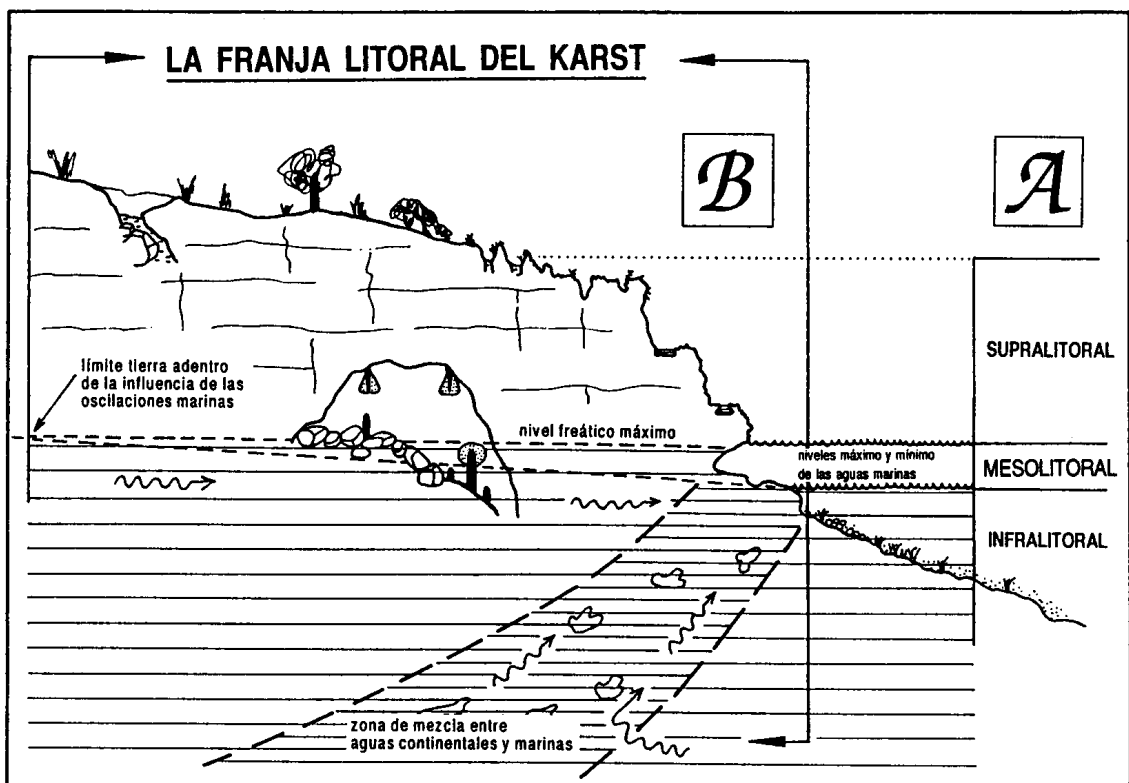 LA FRANJA LITORAL DEL KARST
B
A
SUPRALITORAL
límite tierra adentro
de la influencia de las
oscilaciones marinas
nivel freático máximo
niveles máximo y mínimo
de las aguas marinas
MESOLITORAL
INFRALITORAL
zona de mezcla entre
aguas continentales y marinas